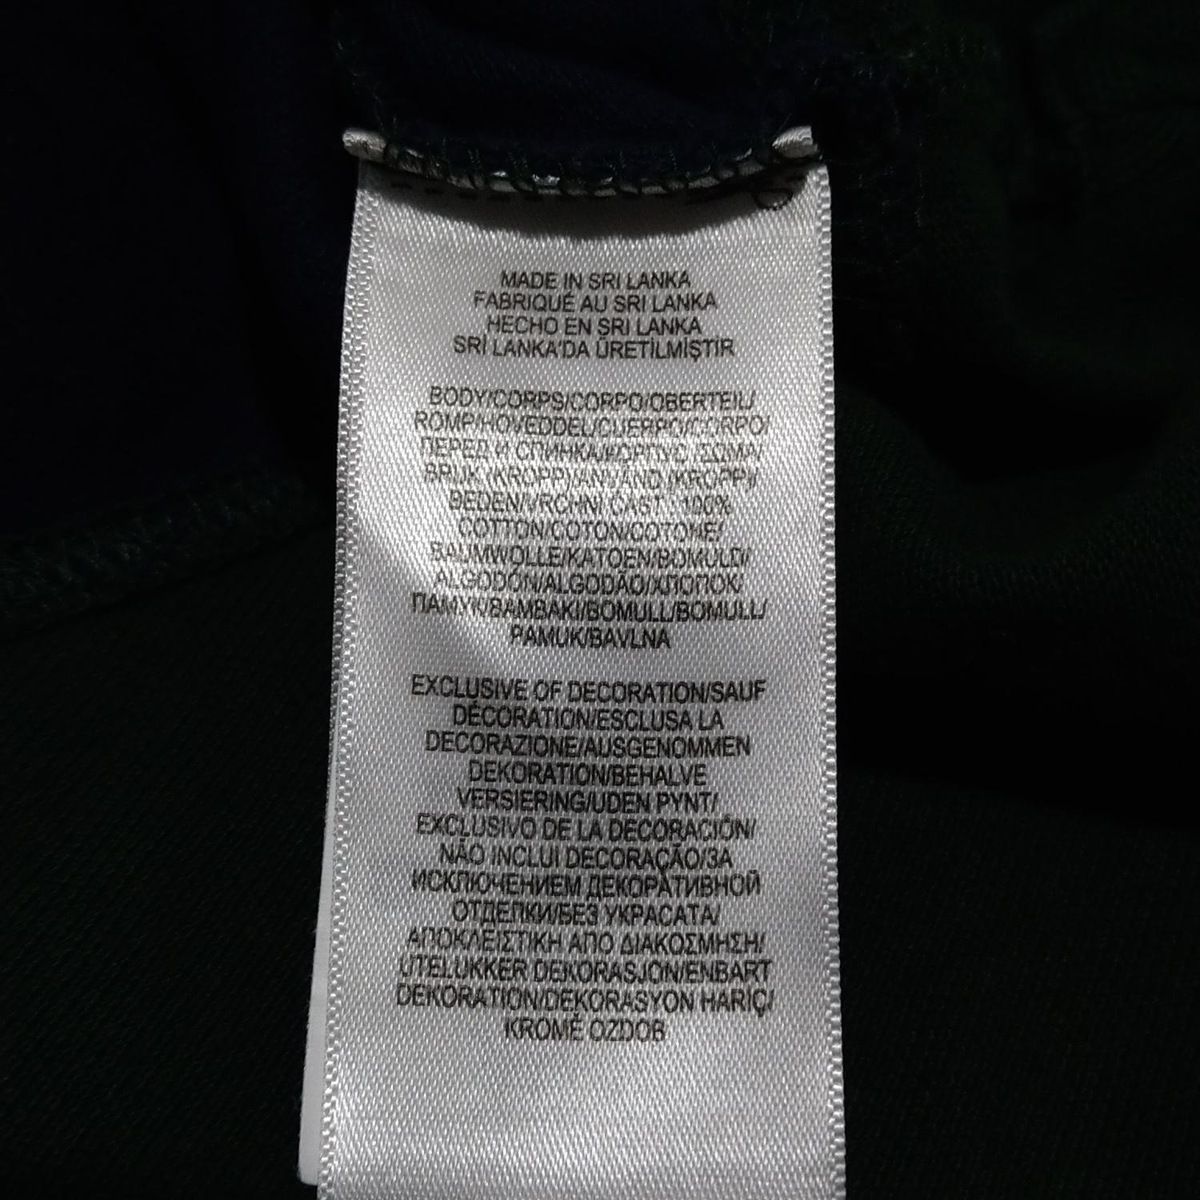 MADE IN SRI LANKA
FABRIQUÉ AU SRI LANKA
HECHO EN SRI LANKA
SRİ LANKA'DA ÜRETİLMİŞTİR
BODY/CORPS/CORPO/OBERTEIL/
ROMP/HOVEDDEL/CUERPO/CORPO/
ПЕРЕД И СПИНКА/КОРПУС /ΣΩΜΑ/
BRUK (KROPP)/ANVÄND (KROPP)/
BEDEN/VRCHNI CAST : 100%
COTTON/COTON/COTONE/
BAUMWOLLE/KATOEN/BOMULD/
ALGODÓN/ALGODÃO/ХЛОПОК/
ПАМУК/BAMBAKI/BOMULL/BOMULL/
PAMUK/BAVLNA
EXCLUSIVE OF DECORATION/SAUF
DÉCORATION/ESCLUSA LA
DECORAZIONE/AUSGENOMMEN
DEKORATION/BEHALVE
VERSIERING/UDEN PYNT/
EXCLUSIVO DE LA DECORACIÓN/
NÃO INCLUI DECORAÇÃO/ЗА
ИСКЛЮЧЕНИЕМ ДЕКОРАТИВНОЙ
ОТДЕЛКИ/БЕЗ УКРАСАТА/
ΑΠΟΚΛΕΙΣΤΙΚΗ ΑΠΟ ΔΙΑΚΟΣΜΗΣΗ/
UTELUKKER DEKORASJON/ENBART
DEKORATION/DEKORASYON HARİÇ/
KROMĚ OZDOB